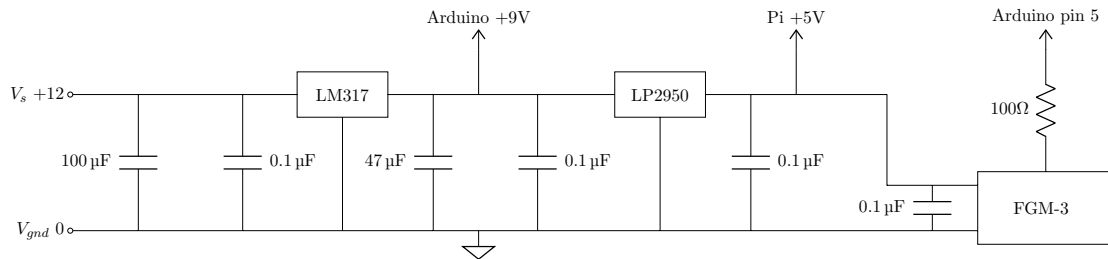 Arduino +9V
Pi +5V
Arduino pin 5
V_s +12
LM317
LP2950
100Ω
100 µF
0.1 µF
47 µF
0.1 µF
0.1 µF
0.1 µF
FGM-3
V_gnd 0